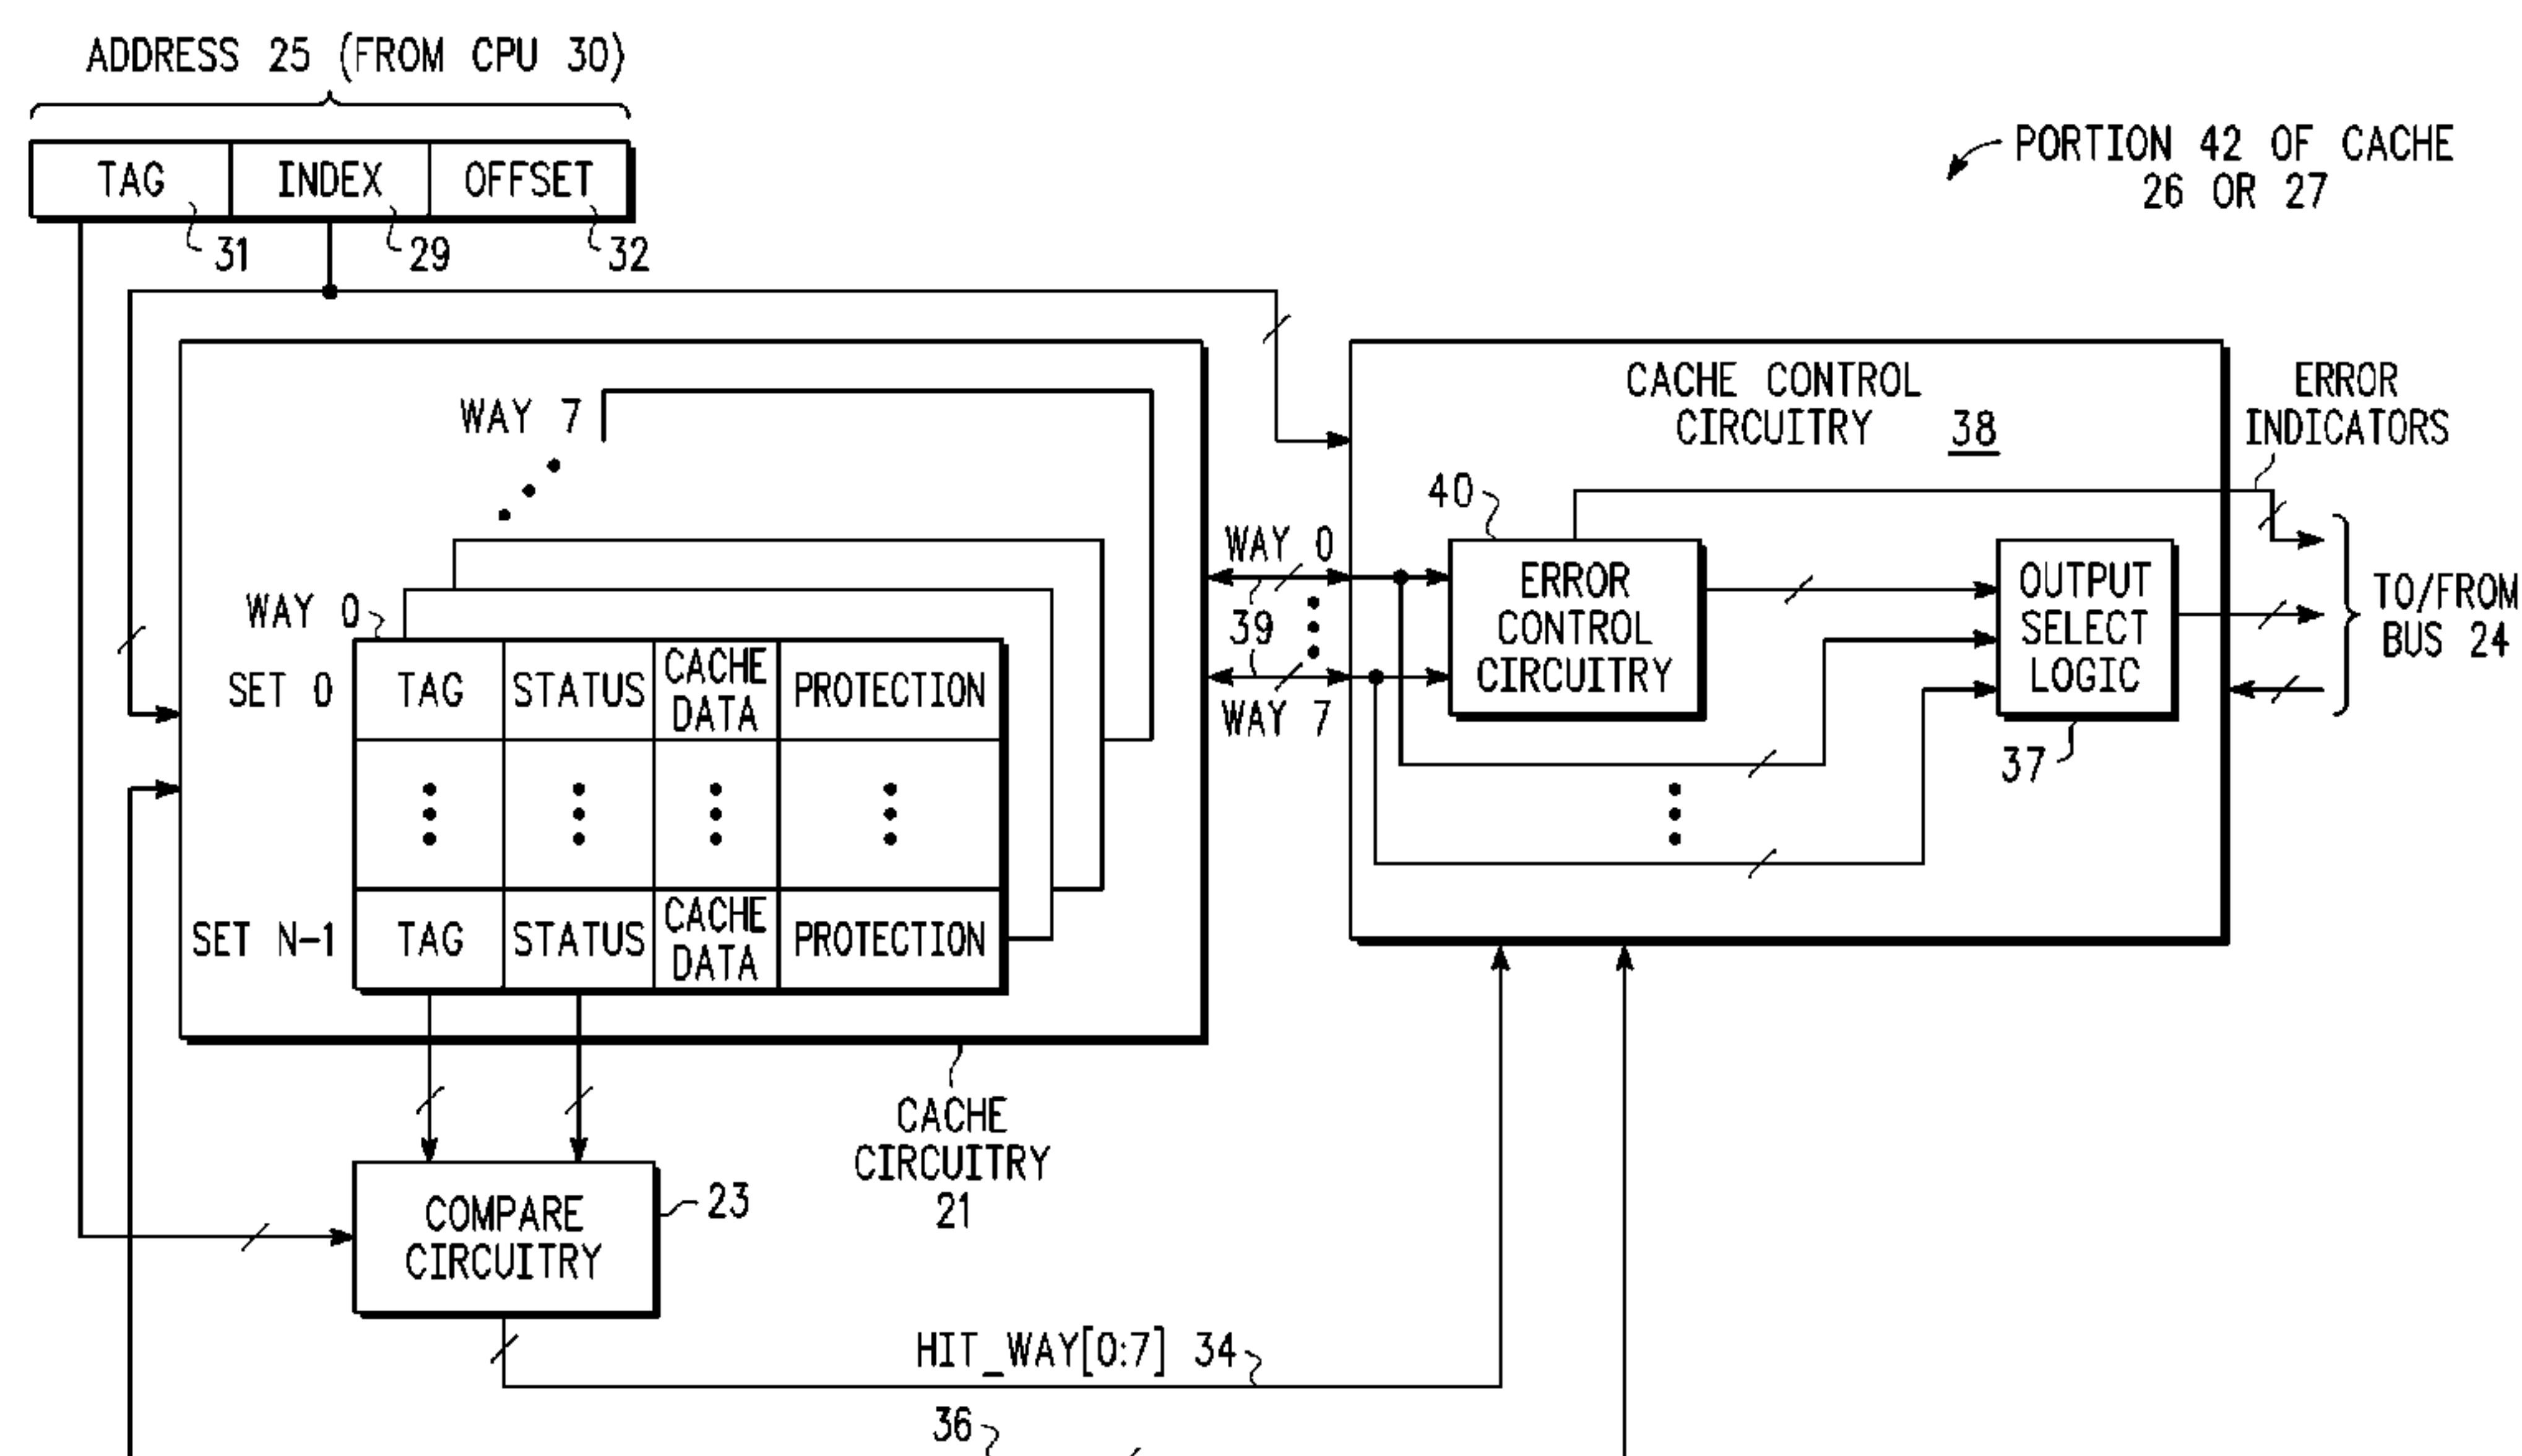 ADDRESS 25 (FROM CPU 30)
TAG INDEX OFFSET
31 29 32
PORTION 42 OF CACHE
26 OR 27
WAY 7
WAY 0
SET 0
TAG STATUS CACHE DATA PROTECTION
SET N-1
TAG STATUS CACHE DATA PROTECTION
CACHE
CIRCUITRY
21
WAY 0
39
WAY 7
CACHE CONTROL
CIRCUITRY 38
40
ERROR
CONTROL
CIRCUITRY
OUTPUT
SELECT
LOGIC
37
ERROR
INDICATORS
TO/FROM
BUS 24
COMPARE
CIRCUITRY
23
HIT_WAY[0:7] 34
36